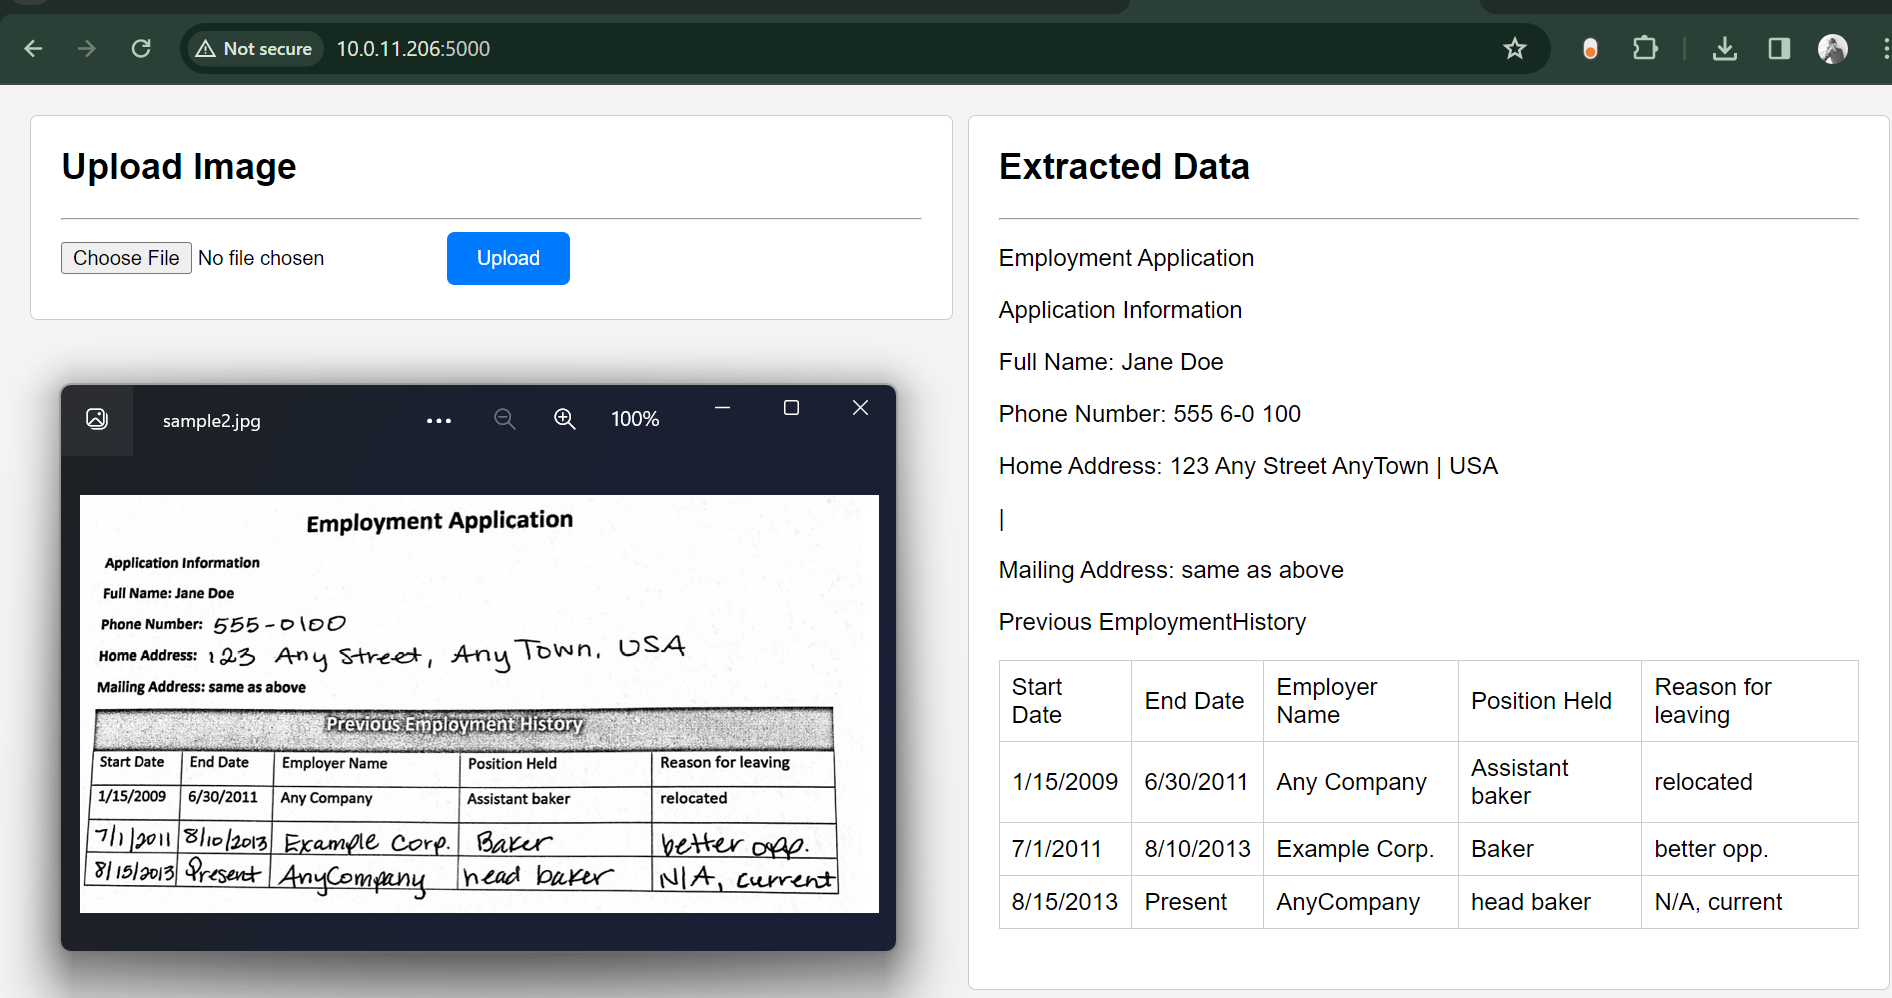 Not secure 10.0.11.206:5000
Upload Image
Choose File No file chosen Upload
sample2.jpg 100%
Employment Application
Application Information
Full Name: Jane Doe
Phone Number: 555-0100
Home Address: 123 Any Street, Any Town, USA
Mailing Address: same as above
Previous Employment History
Start Date End Date Employer Name Position Held Reason for leaving
1/15/2009 6/30/2011 Any Company Assistant baker relocated
7/1/2011 8/10/2013 Example Corp. Baker better opp.
8/15/2013 Present AnyCompany head baker N/A, current
Extracted Data
Employment Application
Application Information
Full Name: Jane Doe
Phone Number: 555 6-0 100
Home Address: 123 Any Street AnyTown | USA
|
Mailing Address: same as above
Previous EmploymentHistory
Start Date End Date Employer Name Position Held Reason for leaving
1/15/2009 6/30/2011 Any Company Assistant baker relocated
7/1/2011 8/10/2013 Example Corp. Baker better opp.
8/15/2013 Present AnyCompany head baker N/A, current